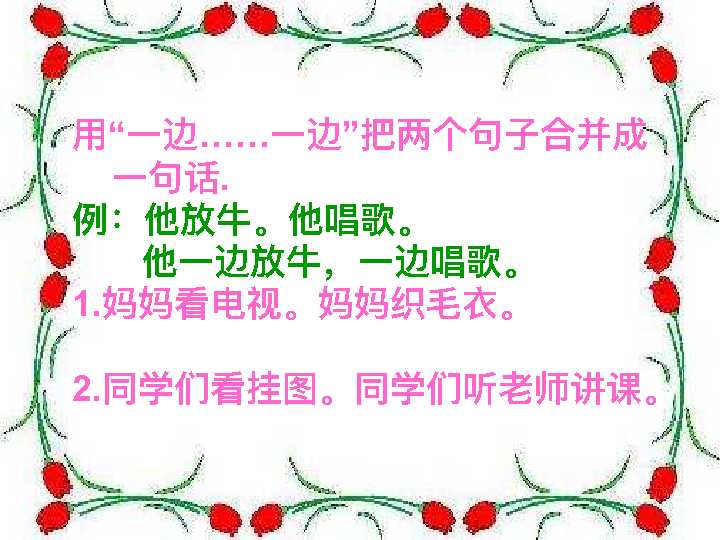 用“一边……一边”把两个句子合并成
一句话.
例：他放牛。他唱歌。
他一边放牛，一边唱歌。
1.妈妈看电视。妈妈织毛衣。
2.同学们看挂图。同学们听老师讲课。